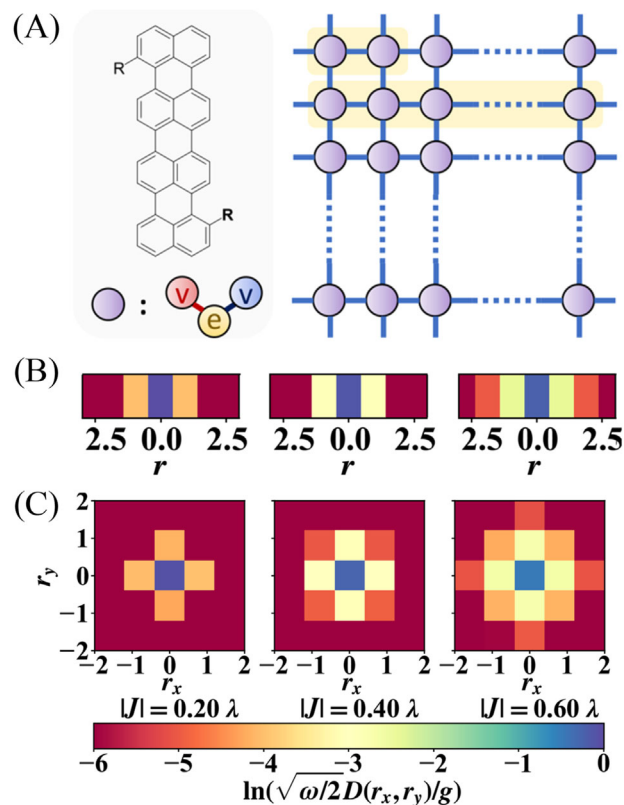 (A)
R
R
: v e v
(B)
2.5 0.0 2.5
r
2.5 0.0 2.5
r
2.5 0.0 2.5
r
(C)
r_y
2
1
0
−1
−2
−2 −1 0 1 2
r_x
−2 −1 0 1 2
r_x
−2 −1 0 1 2
r_x
|J| = 0.20 λ
|J| = 0.40 λ
|J| = 0.60 λ
−6 −5 −4 −3 −2 −1 0
ln(√ω/2D(r_x, r_y)/g)